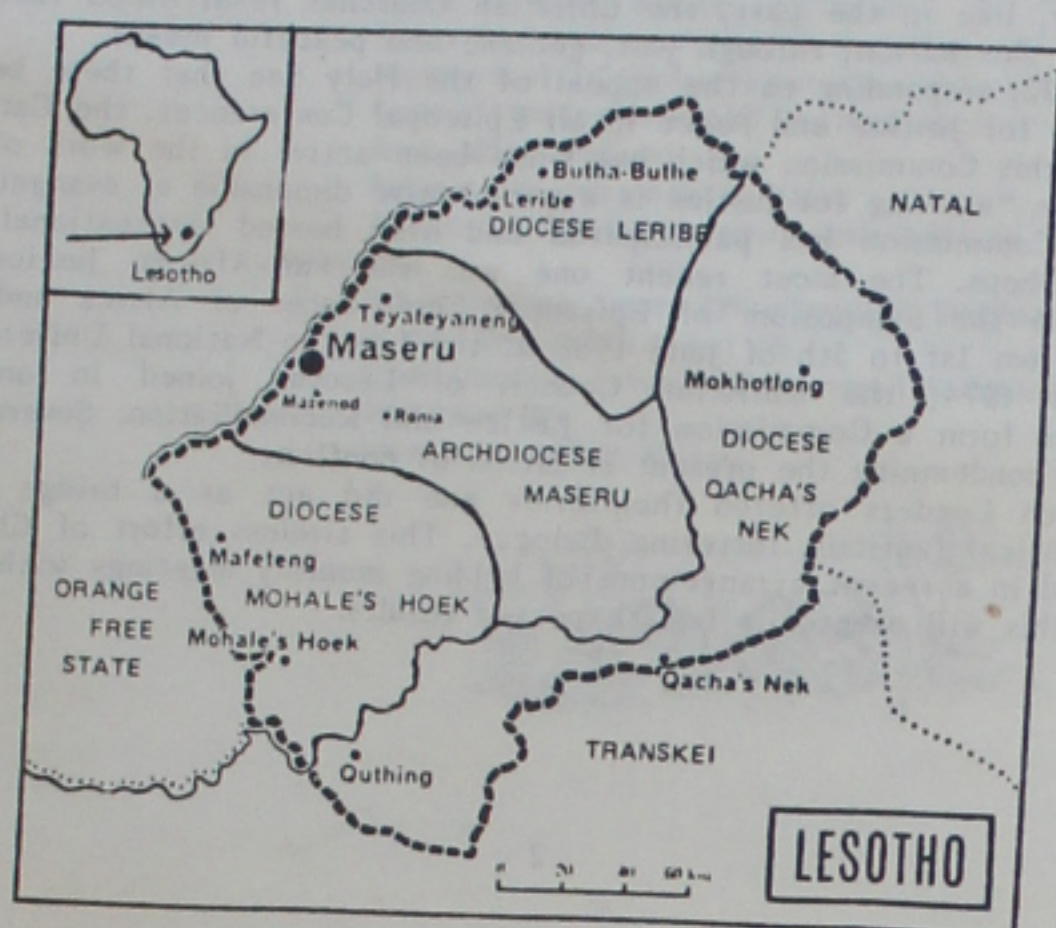 Lesotho
NATAL
Butha-Buthe
Leribe
DIOCESE LERIBE
Teyaleyaneng
Maseru
Mazenod
Roma
Mokhotlong
ARCHDIOCESE
MASERU
DIOCESE
QACHA'S
NEK
DIOCESE
Mafeteng
MOHALE'S HOEK
ORANGE
FREE
STATE
Mohale's Hoek
Qacha's Nek
TRANSKEI
Quthing
LESOTHO